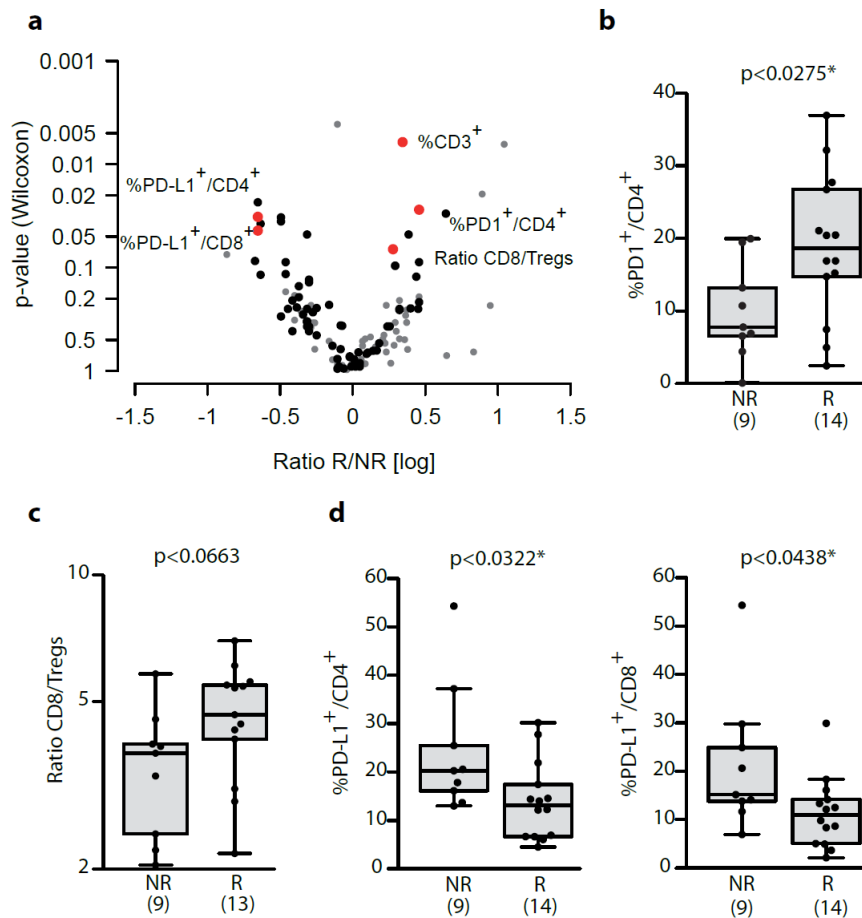 a
0.001
0.005
0.01
0.02
0.05
0.1
0.2
0.5
1
p-value (Wilcoxon)
%CD3+
%PD-L1+/CD4+
%PD-L1+/CD8+
%PD1+/CD4+
Ratio CD8/Tregs
-1.5 -1 -0.5 0 0.5 1 1.5
Ratio R/NR [log]
b
p<0.0275*
40
30
20
10
0
%PD1+/CD4+
NR R
(9) (14)
c
p<0.0663
10
5
2
Ratio CD8/Tregs
NR R
(9) (13)
d
p<0.0322*
60
50
40
30
20
10
0
%PD-L1+/CD4+
NR R
(9) (14)
p<0.0438*
60
50
40
30
20
10
0
%PD-L1+/CD8+
NR R
(9) (14)